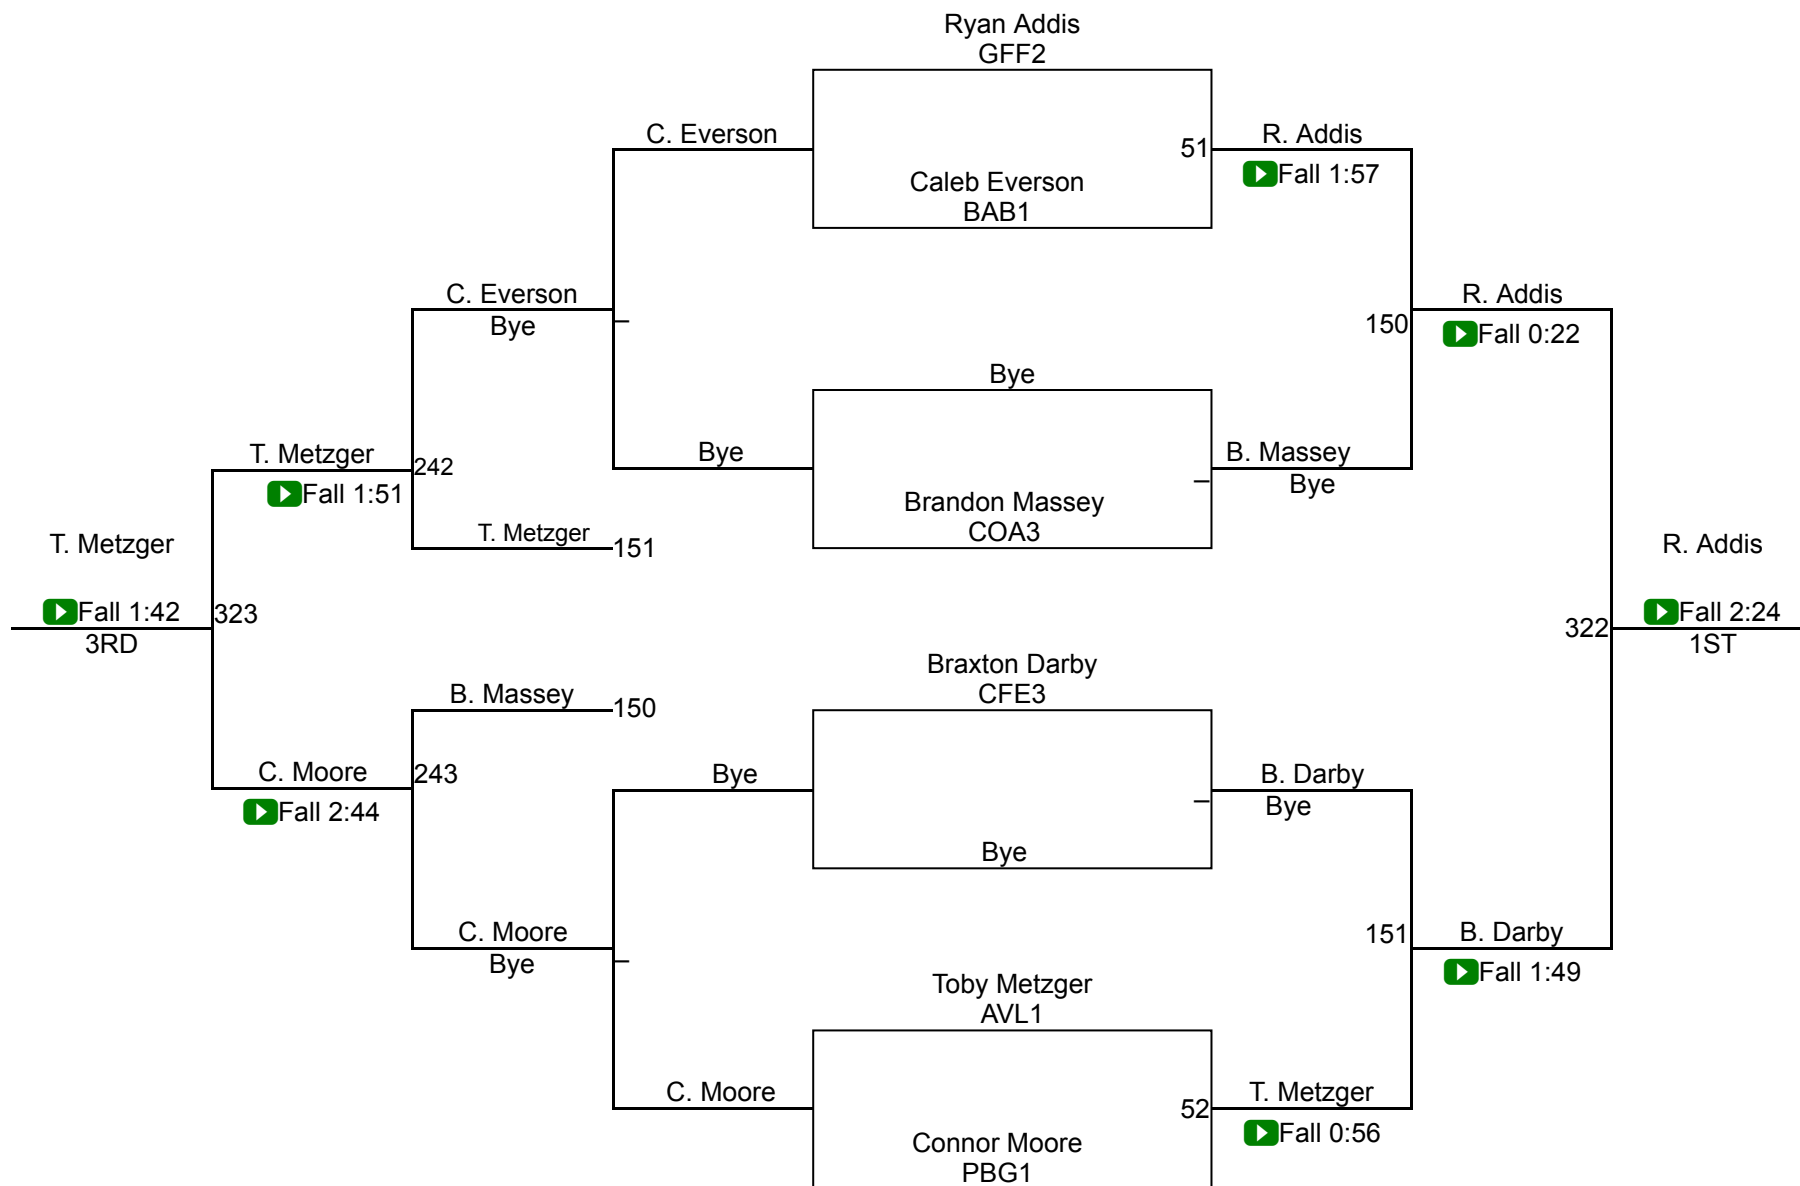 Ryan Addis
GFF2
C. Everson
51
R. Addis
Fall 1:57
Caleb Everson
BAB1
C. Everson
Bye
150
R. Addis
Fall 0:22
Bye
T. Metzger
242
Fall 1:51
Bye
B. Massey
Bye
Brandon Massey
COA3
T. Metzger
151
T. Metzger
Fall 1:42
3RD
323
R. Addis
Fall 2:24
1ST
322
Braxton Darby
CFE3
B. Massey
150
C. Moore
243
Fall 2:44
Bye
B. Darby
Bye
Bye
C. Moore
Bye
151
B. Darby
Fall 1:49
Toby Metzger
AVL1
C. Moore
52
T. Metzger
Fall 0:56
Connor Moore
PBG1